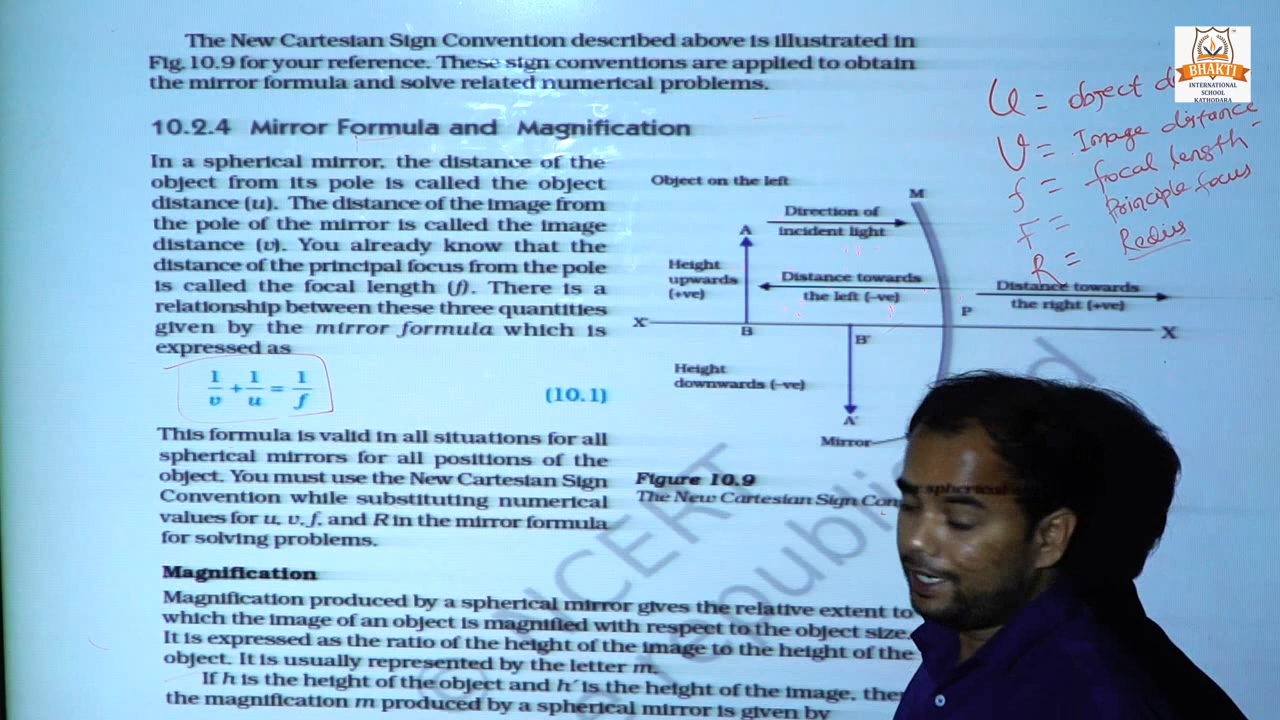 The New Cartesian Sign Convention described above is illustrated in
Fig. 10.9 for your reference. These sign conventions are applied to obtain
the mirror formula and solve related numerical problems.
10.2.4 Mirror Formula and Magnification
In a spherical mirror, the distance of the
object from its pole is called the object
distance (u). The distance of the image from
the pole of the mirror is called the image
distance (v). You already know that the
distance of the principal focus from the pole
is called the focal length (f). There is a
relationship between these three quantities
given by the mirror formula which is
expressed as
1/v + 1/u = 1/f (10.1)
This formula is valid in all situations for all
spherical mirrors for all positions of the
object. You must use the New Cartesian Sign
Convention while substituting numerical
values for u, v, f, and R in the mirror formula
for solving problems.
Object on the left
M
Direction of
incident light
A
Height
upwards
(+ve)
Distance towards
the left (–ve)
Distance towards
the right (+ve)
P
X'
B
B'
X
Height
downwards (–ve)
A'
Mirror
Figure 10.9
The New Cartesian Sign
spherical
Magnification
Magnification produced by a spherical mirror gives the relative extent to
which the image of an object is magnified with respect to the object size.
It is expressed as the ratio of the height of the image to the height of the
object. It is usually represented by the letter m.
If h is the height of the object and h' is the height of the image, then
the magnification m produced by a spherical mirror is given by
u = object
v = Image distance
f = focal length
F = Principle focus
R = Radius
BHAKTI
INTERNATIONAL
SCHOOL
KATHODARA
© NCERT
republished